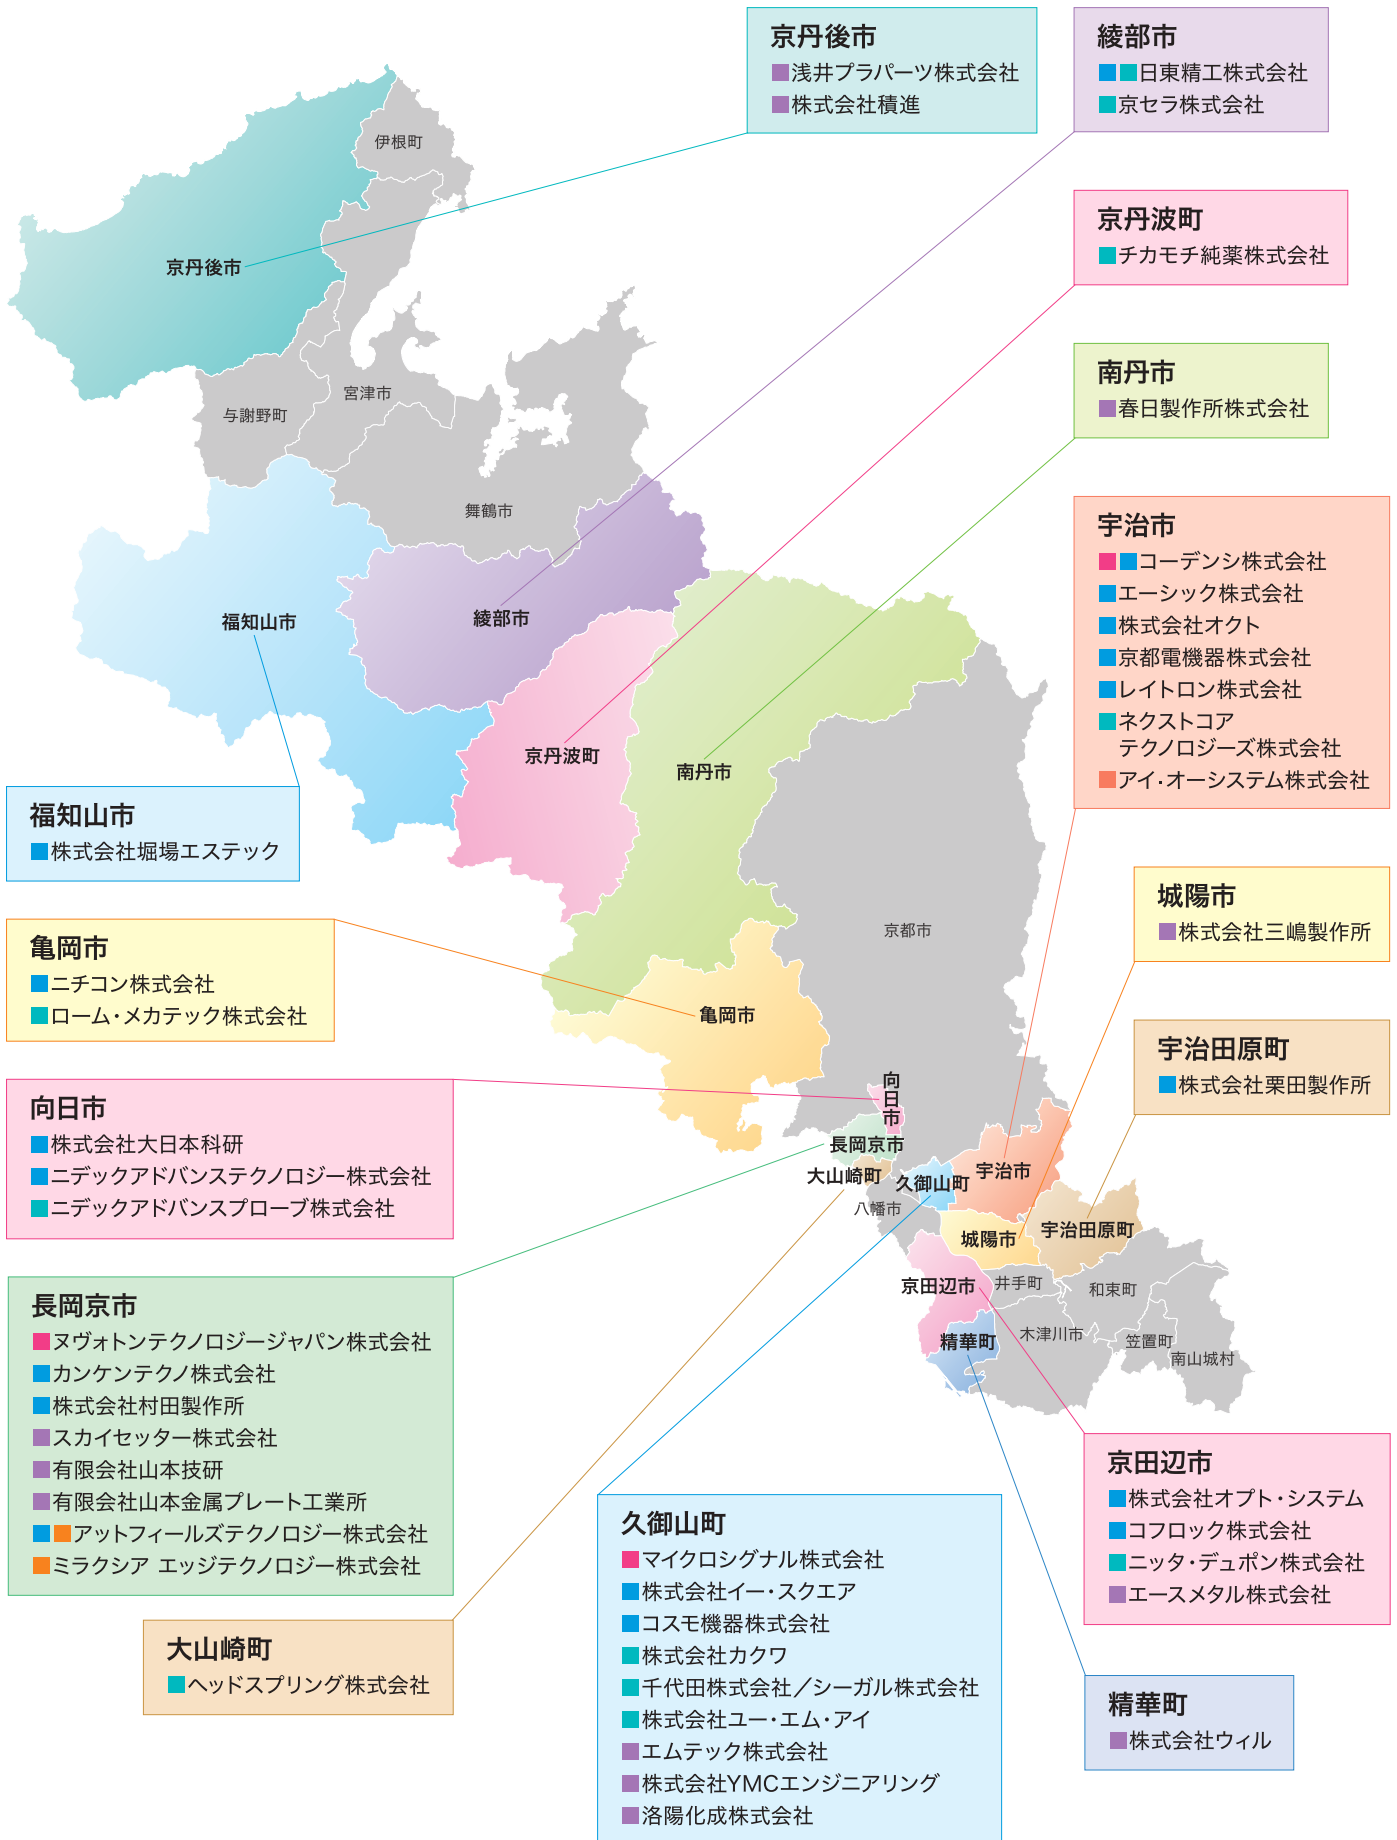 京丹後市
浅井プラパーツ株式会社
株式会社積進
綾部市
日東精工株式会社
京セラ株式会社
京丹波町
チカモチ純薬株式会社
南丹市
春日製作所株式会社
宇治市
コーデンシ株式会社
エーシック株式会社
株式会社オクト
京都電機器株式会社
レイトロン株式会社
ネクストコア
テクノロジーズ株式会社
アイ・オーシステム株式会社
城陽市
株式会社三嶋製作所
宇治田原町
株式会社栗田製作所
福知山市
株式会社堀場エステック
亀岡市
ニチコン株式会社
ローム・メカテック株式会社
向日市
株式会社大日本科研
ニデックアドバンステクノロジー株式会社
ニデックアドバンスプローブ株式会社
長岡京市
ヌヴォトンテクノロジージャパン株式会社
カンケンテクノ株式会社
株式会社村田製作所
スカイセッター株式会社
有限会社山本技研
有限会社山本金属プレート工業所
アットフィールズテクノロジー株式会社
ミラクシア エッジテクノロジー株式会社
大山崎町
ヘッドスプリング株式会社
久御山町
マイクロシグナル株式会社
株式会社イー・スクエア
コスモ機器株式会社
株式会社カクワ
千代田株式会社／シーガル株式会社
株式会社ユー・エム・アイ
エムテック株式会社
株式会社YMCエンジニアリング
洛陽化成株式会社
京田辺市
株式会社オプト・システム
コフロック株式会社
ニッタ・デュポン株式会社
エースメタル株式会社
精華町
株式会社ウィル
伊根町
京丹後市
宮津市
与謝野町
舞鶴市
福知山市
綾部市
京丹波町
南丹市
京都市
亀岡市
向日市
長岡京市
大山崎町
久御山町
宇治市
八幡市
城陽市
宇治田原町
京田辺市
井手町
和束町
精華町
木津川市
笠置町
南山城村